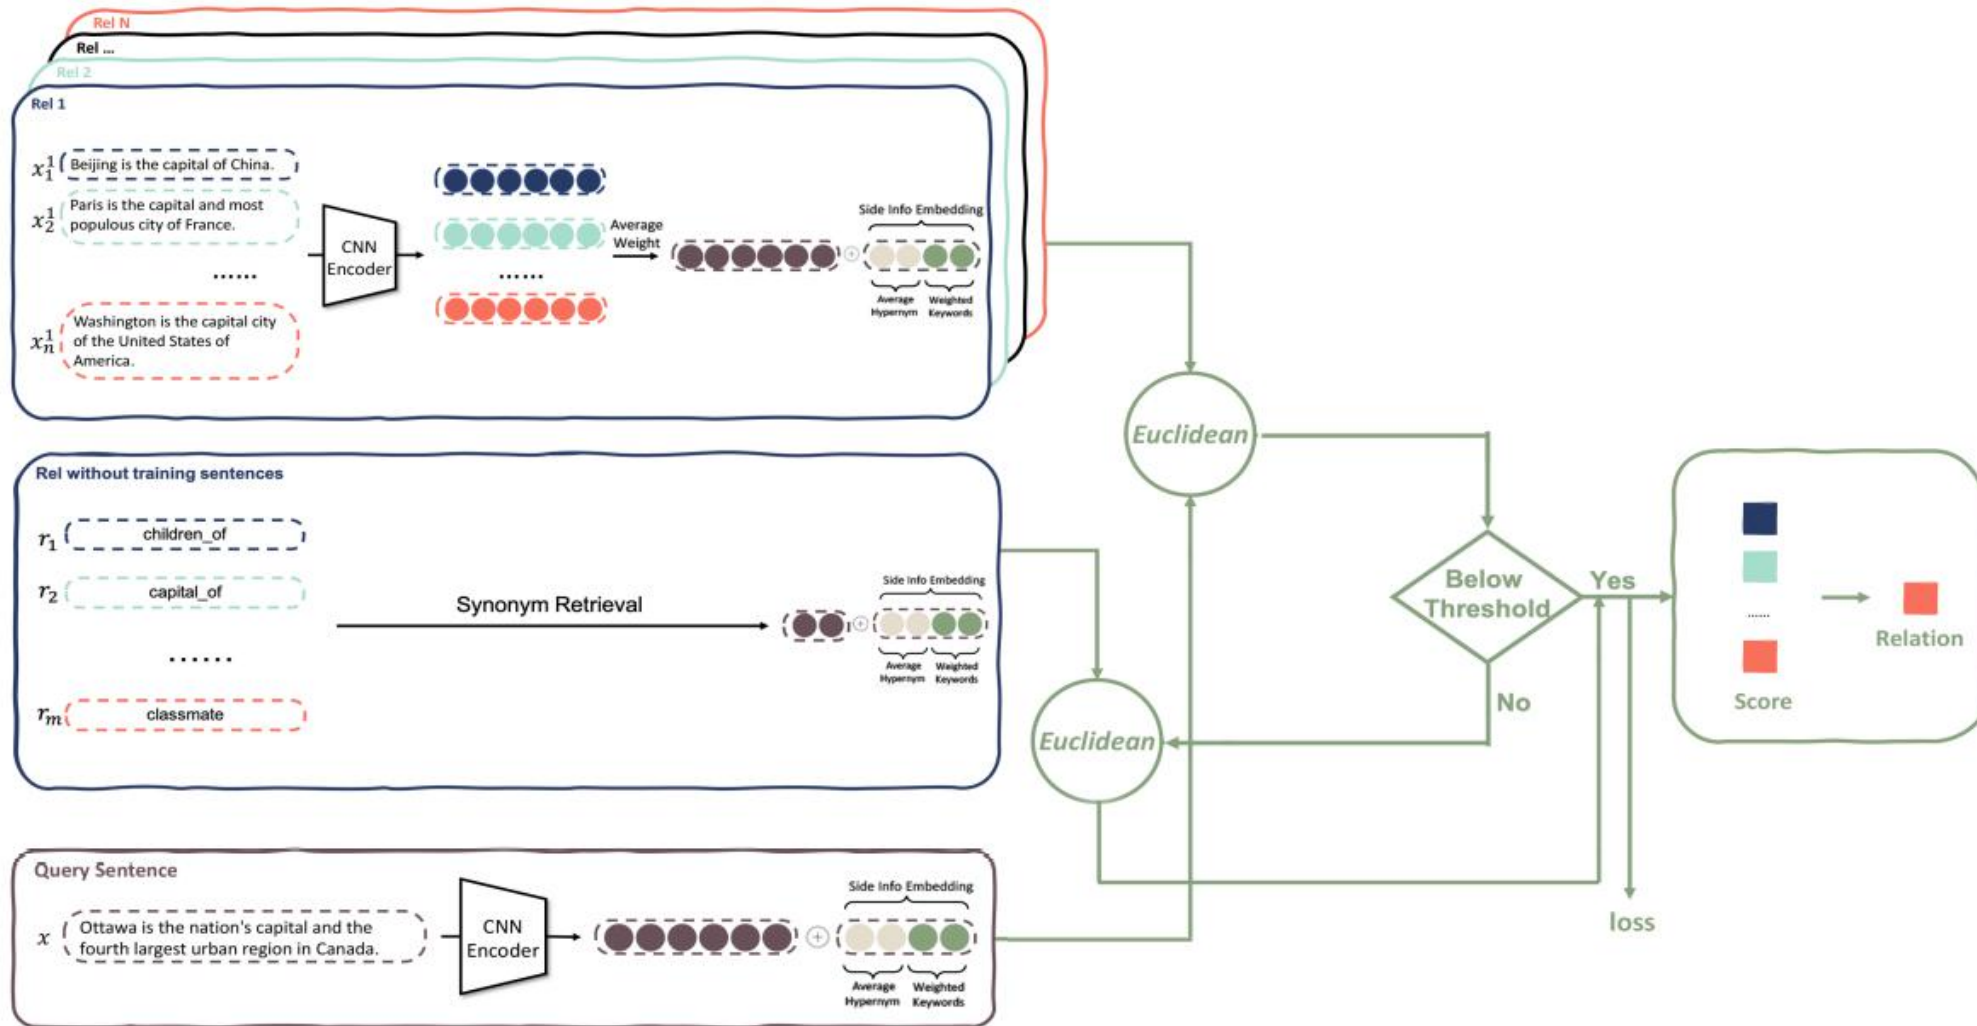 Rel N
Rel ...
Rel 2
Rel 1
x₁¹ Beijing is the capital of China.
x₂¹ Paris is the capital and most
populous city of France.
......
xₙ¹ Washington is the capital city
of the United States of
America.
CNN
Encoder
......
Average
Weight
Side Info Embedding
Average
Hypernym
Weighted
Keywords
Rel without training sentences
r₁ children_of
r₂ capital_of
......
rₘ classmate
Synonym Retrieval
Side Info Embedding
Average
Hypernym
Weighted
Keywords
Query Sentence
x Ottawa is the nation's capital and the
fourth largest urban region in Canada.
CNN
Encoder
Side Info Embedding
Average
Hypernym
Weighted
Keywords
Euclidean
Euclidean
Below
Threshold
Yes
No
loss
......
Score
Relation